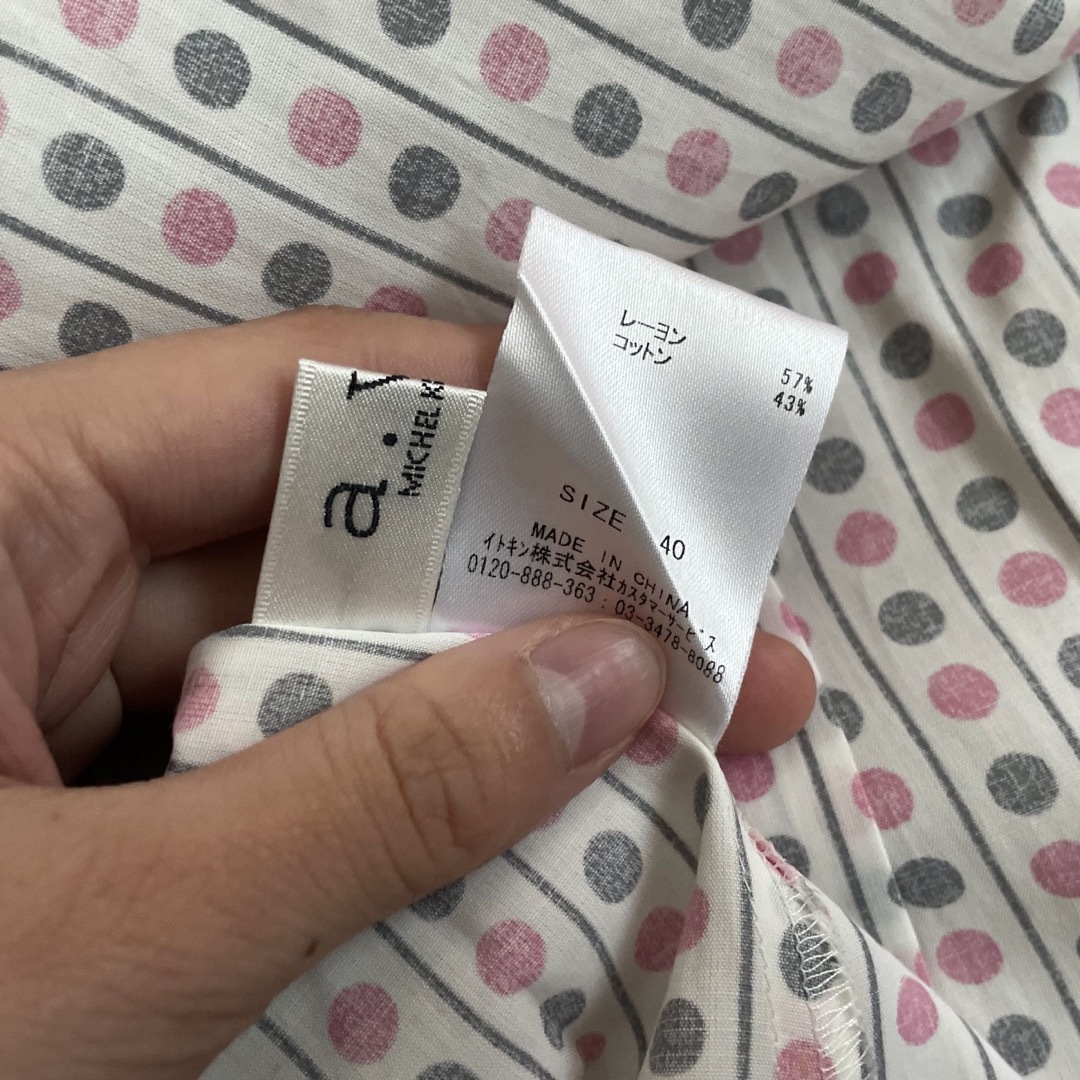 a.v
MICHEL
レーヨン 57%
コットン 43%
SIZE 40
MADE IN CHINA
イトキン株式会社カスタマーサービス
0120-888-363 : 03-3478-8088